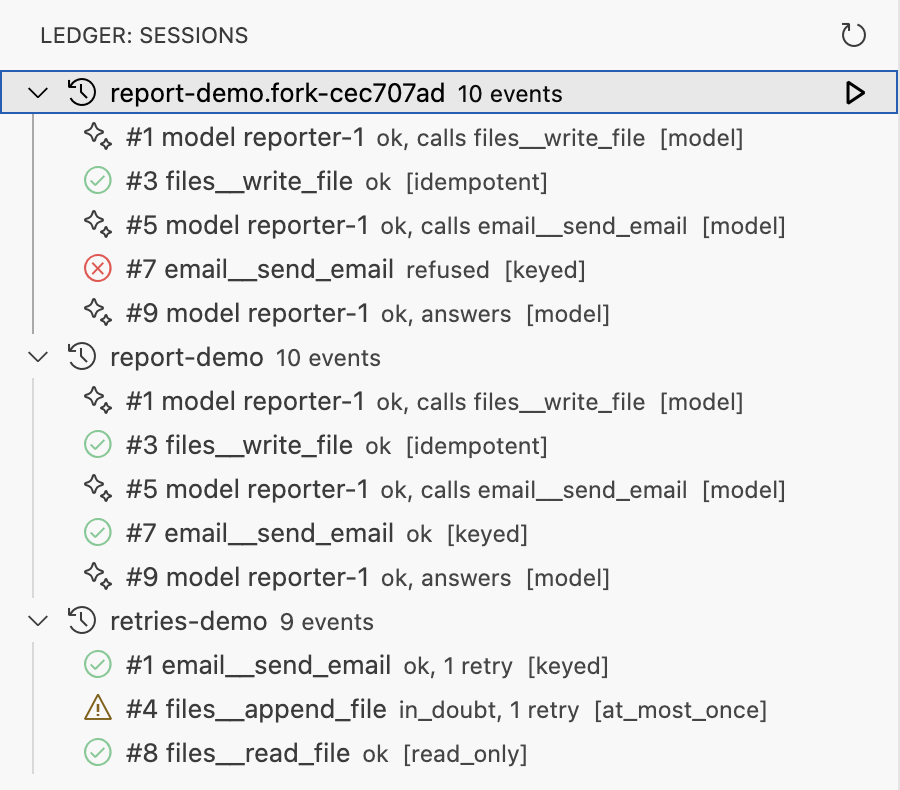 LEDGER: SESSIONS
report-demo.fork-cec707ad 10 events
#1 model reporter-1 ok, calls files__write_file [model]
#3 files__write_file ok [idempotent]
#5 model reporter-1 ok, calls email__send_email [model]
#7 email__send_email refused [keyed]
#9 model reporter-1 ok, answers [model]
report-demo 10 events
#1 model reporter-1 ok, calls files__write_file [model]
#3 files__write_file ok [idempotent]
#5 model reporter-1 ok, calls email__send_email [model]
#7 email__send_email ok [keyed]
#9 model reporter-1 ok, answers [model]
retries-demo 9 events
#1 email__send_email ok, 1 retry [keyed]
#4 files__append_file in_doubt, 1 retry [at_most_once]
#8 files__read_file ok [read_only]